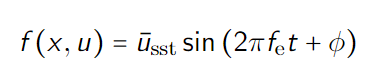 f(x, u) = ū_sst sin (2πf_e t + ϕ)